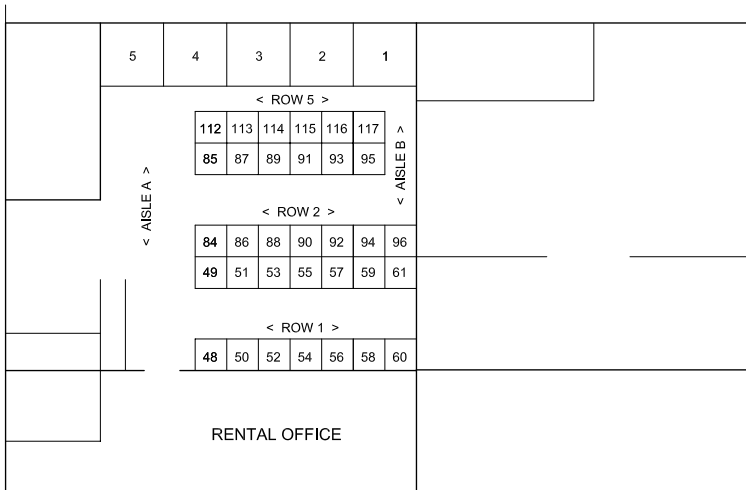 5 4 3 2 1
< ROW 5 >
112 113 114 115 116 117
85 87 89 91 93 95
< AISLE A >
< AISLE B >
< ROW 2 >
84 86 88 90 92 94 96
49 51 53 55 57 59 61
< ROW 1 >
48 50 52 54 56 58 60
RENTAL OFFICE